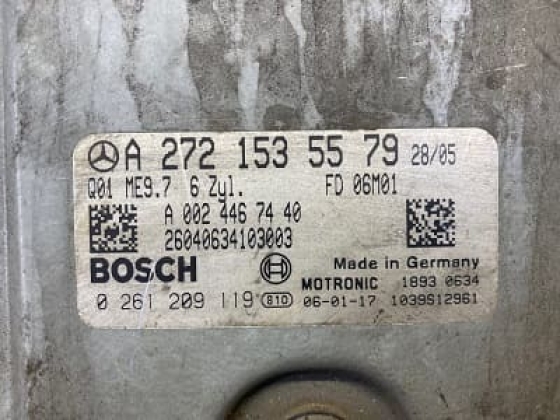 A 272 153 55 79 28/05
Q01 ME9.7 6 Zyl. FD 06M01
A 002 446 74 40
26040634103003
BOSCH Made in Germany
MOTRONIC 1893 0634
0 261 209 119 810 06-01-17 1039S12961